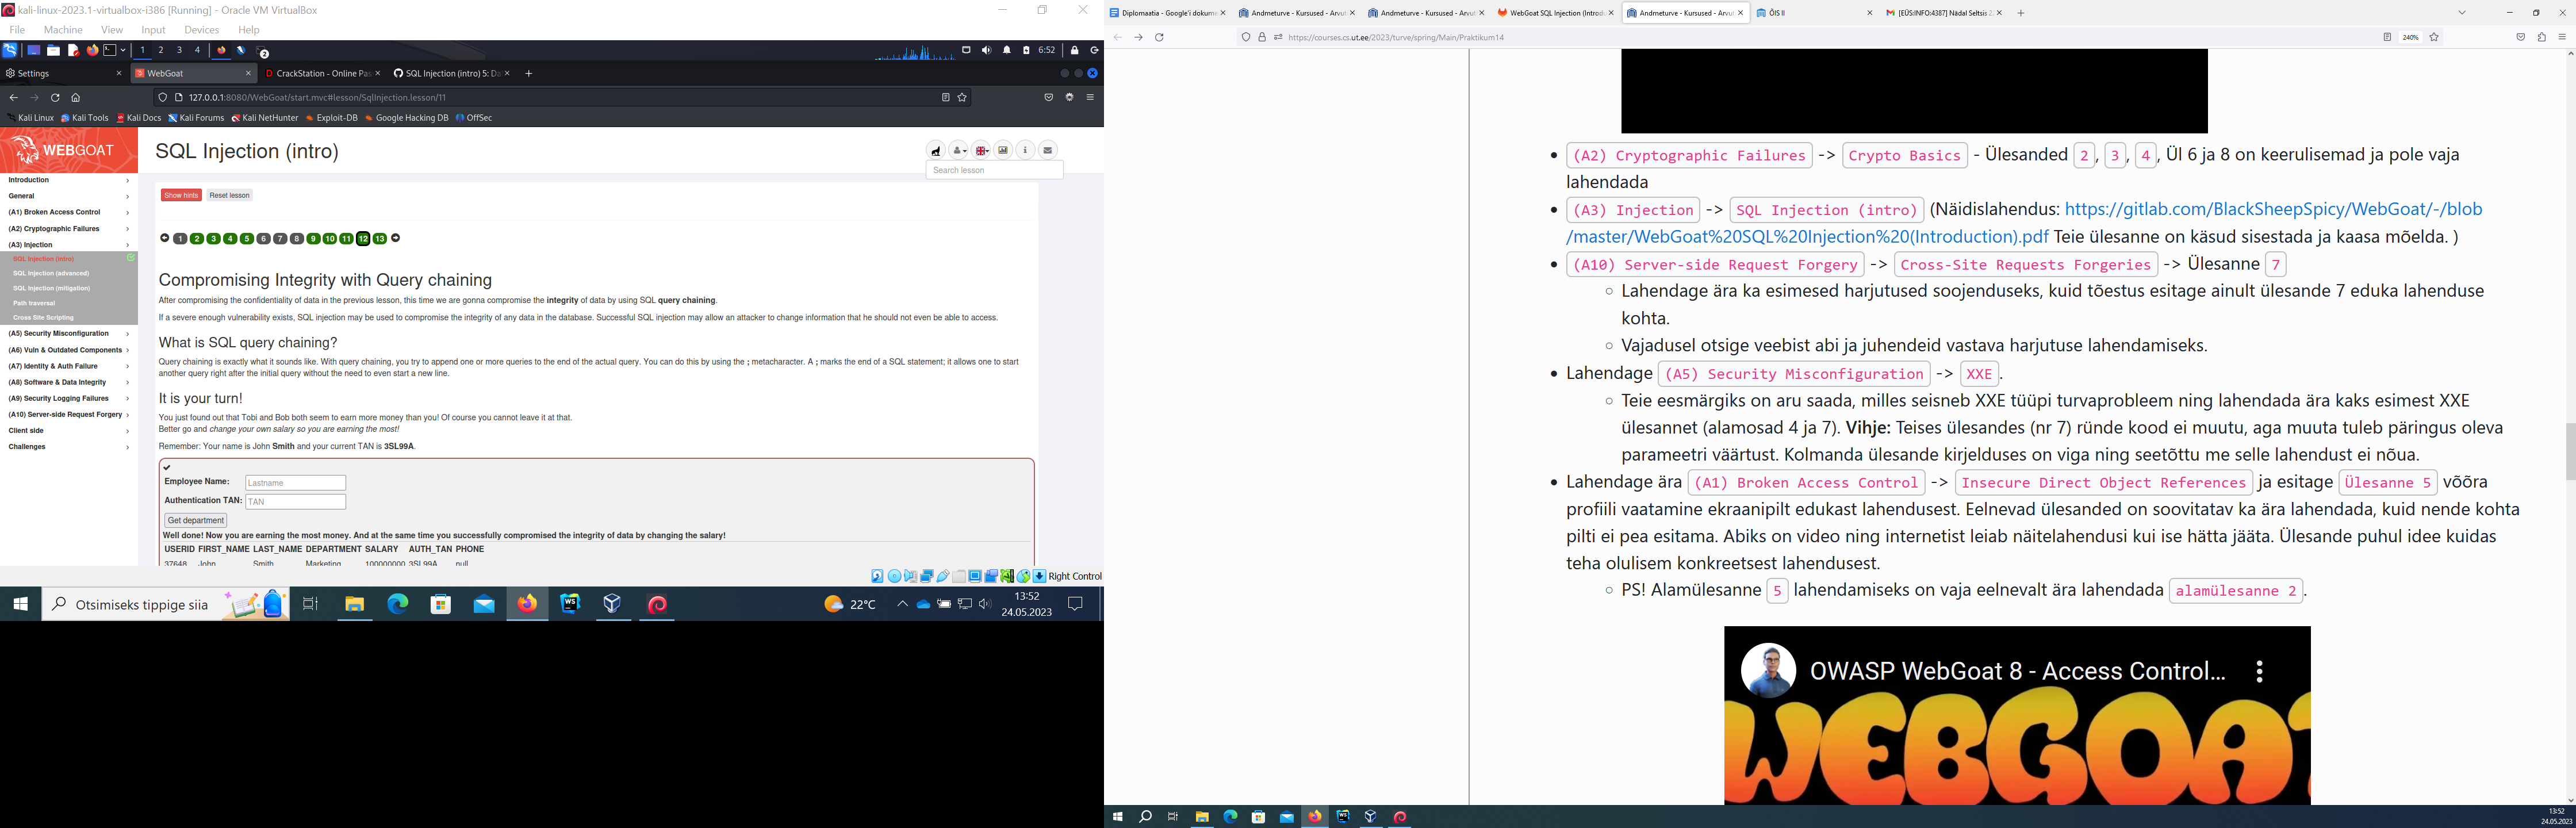 kali-linux-2023.1-virtualbox-i386 [Running] - Oracle VM VirtualBox
File Machine View Input Devices Help
1 2 3 4 2 6:52
Settings WebGoat CrackStation - Online Pas SQL Injection (intro) 5: Da
127.0.0.1:8080/WebGoat/start.mvc#lesson/SqlInjection.lesson/11
Kali Linux Kali Tools Kali Docs Kali Forums Kali NetHunter Exploit-DB Google Hacking DB OffSec
WEBGOAT
Introduction
General
(A1) Broken Access Control
(A2) Cryptographic Failures
(A3) Injection
SQL Injection (intro)
SQL Injection (advanced)
SQL Injection (mitigation)
Path traversal
Cross Site Scripting
(A5) Security Misconfiguration
(A6) Vuln & Outdated Components
(A7) Identity & Auth Failure
(A8) Software & Data Integrity
(A9) Security Logging Failures
(A10) Server-side Request Forgery
Client side
Challenges
SQL Injection (intro)
Search lesson
Show hints Reset lesson
1 2 3 4 5 6 7 8 9 10 11 12 13
Compromising Integrity with Query chaining
After compromising the confidentiality of data in the previous lesson, this time we are gonna compromise the integrity of data by using SQL query chaining.
If a severe enough vulnerability exists, SQL injection may be used to compromise the integrity of any data in the database. Successful SQL injection may allow an attacker to change information that he should not even be able to access.
What is SQL query chaining?
Query chaining is exactly what it sounds like. With query chaining, you try to append one or more queries to the end of the actual query. You can do this by using the ; metacharacter. A ; marks the end of a SQL statement; it allows one to start
another query right after the initial query without the need to even start a new line.
It is your turn!
You just found out that Tobi and Bob both seem to earn more money than you! Of course you cannot leave it at that.
Better go and change your own salary so you are earning the most!
Remember: Your name is John Smith and your current TAN is 3SL99A.
Employee Name: Lastname
Authentication TAN: TAN
Get department
Well done! Now you are earning the most money. And at the same time you successfully compromised the integrity of data by changing the salary!
USERID FIRST_NAME LAST_NAME DEPARTMENT SALARY AUTH_TAN PHONE
37648 John Smith Marketing 100000000 3SL99A null
Right Control
Otsimiseks tippige siia
22°C
13:52
24.05.2023
Diplomaatia - Google'i dokume Andmeturve - Kursused - Arvut Andmeturve - Kursused - Arvut WebGoat SQL Injection (Introdu Andmeturve - Kursused - Arvut ÕIS II [EÜS:INFO:4387] Nädal Seltsis 2
https://courses.cs.ut.ee/2023/turve/spring/Main/Praktikum14
240%
(A2) Cryptographic Failures -> Crypto Basics - Ülesanded 2, 3, 4, Ül 6 ja 8 on keerulisemad ja pole vaja
lahendada
(A3) Injection -> SQL Injection (intro) (Näidislahendus: https://gitlab.com/BlackSheepSpicy/WebGoat/-/blob
/master/WebGoat%20SQL%20Injection%20(Introduction).pdf Teie ülesanne on käsud sisestada ja kaasa mõelda. )
(A10) Server-side Request Forgery -> Cross-Site Requests Forgeries -> Ülesanne 7
Lahendage ära ka esimesed harjutused soojenduseks, kuid tõestus esitage ainult ülesande 7 eduka lahenduse
kohta.
Vajadusel otsige veebist abi ja juhendeid vastava harjutuse lahendamiseks.
Lahendage (A5) Security Misconfiguration -> XXE.
Teie eesmärgiks on aru saada, milles seisneb XXE tüüpi turvaprobleem ning lahendada ära kaks esimest XXE
ülesannet (alamosad 4 ja 7). Vihje: Teises ülesandes (nr 7) ründe kood ei muutu, aga muuta tuleb päringus oleva
parameetri väärtust. Kolmanda ülesande kirjelduses on viga ning seetõttu me selle lahendust ei nõua.
Lahendage ära (A1) Broken Access Control -> Insecure Direct Object References ja esitage Ülesanne 5 võõra
profiili vaatamine ekraanipilt edukast lahendusest. Eelnevad ülesanded on soovitatav ka ära lahendada, kuid nende kohta
pilti ei pea esitama. Abiks on video ning internetist leiab näitelahendusi kui ise hätta jääta. Ülesande puhul idee kuidas
teha olulisem konkreetsest lahendusest.
PS! Alamülesanne 5 lahendamiseks on vaja eelnevalt ära lahendada alamülesanne 2.
OWASP WebGoat 8 - Access Control...
WEBGOAT
13:52
24.05.2023